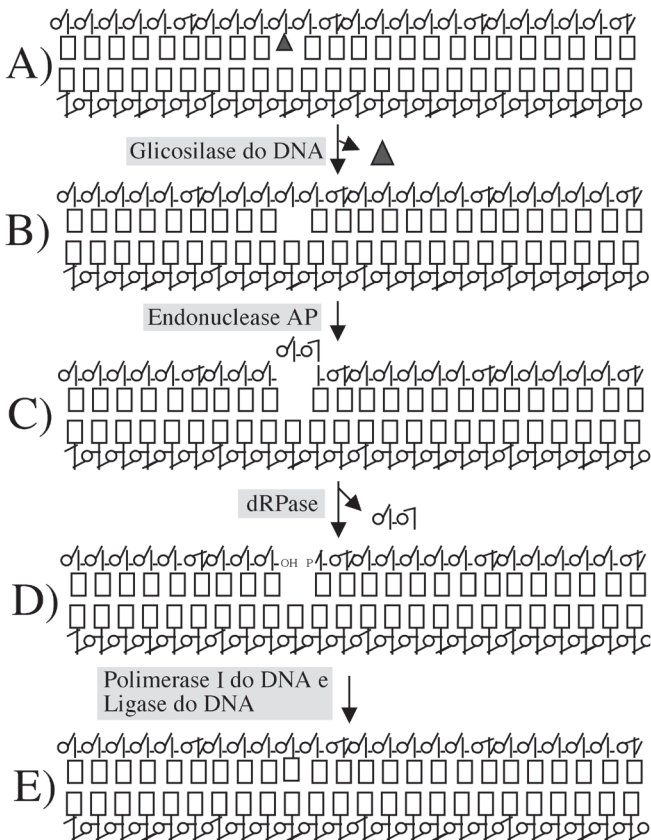 A)
Glicosilase do DNA
B)
Endonuclease AP
C)
dRPase
OH P
D)
Polimerase I do DNA e
Ligase do DNA
E)